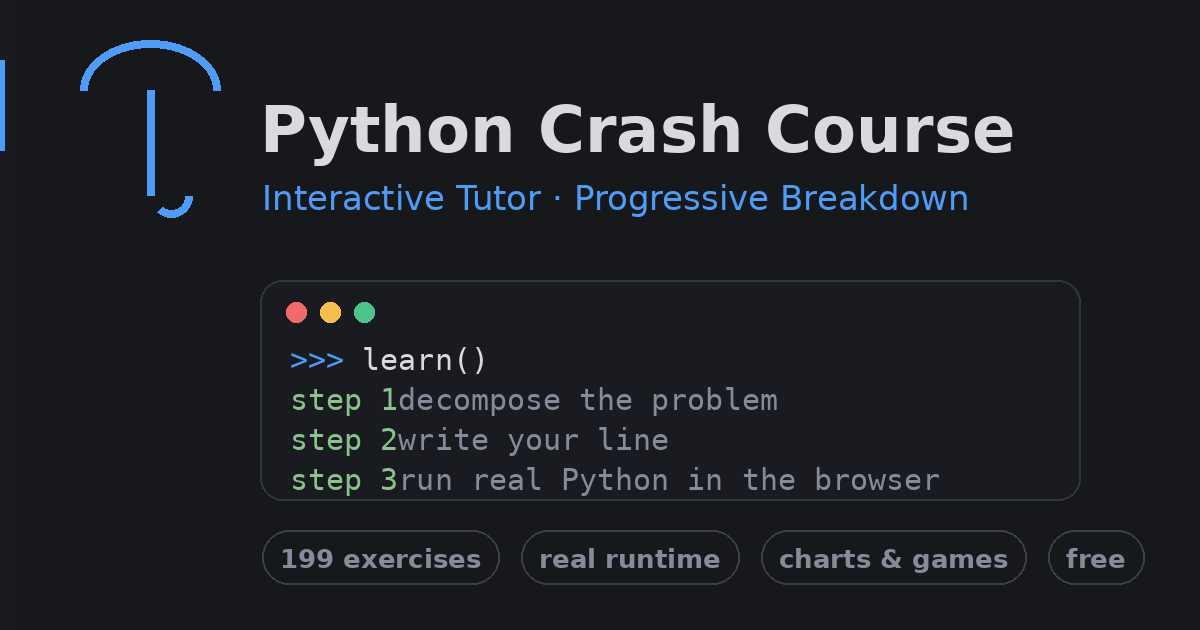 Python Crash Course
Interactive Tutor · Progressive Breakdown
>>> learn()
step 1decompose the problem
step 2write your line
step 3run real Python in the browser
199 exercises real runtime charts & games free